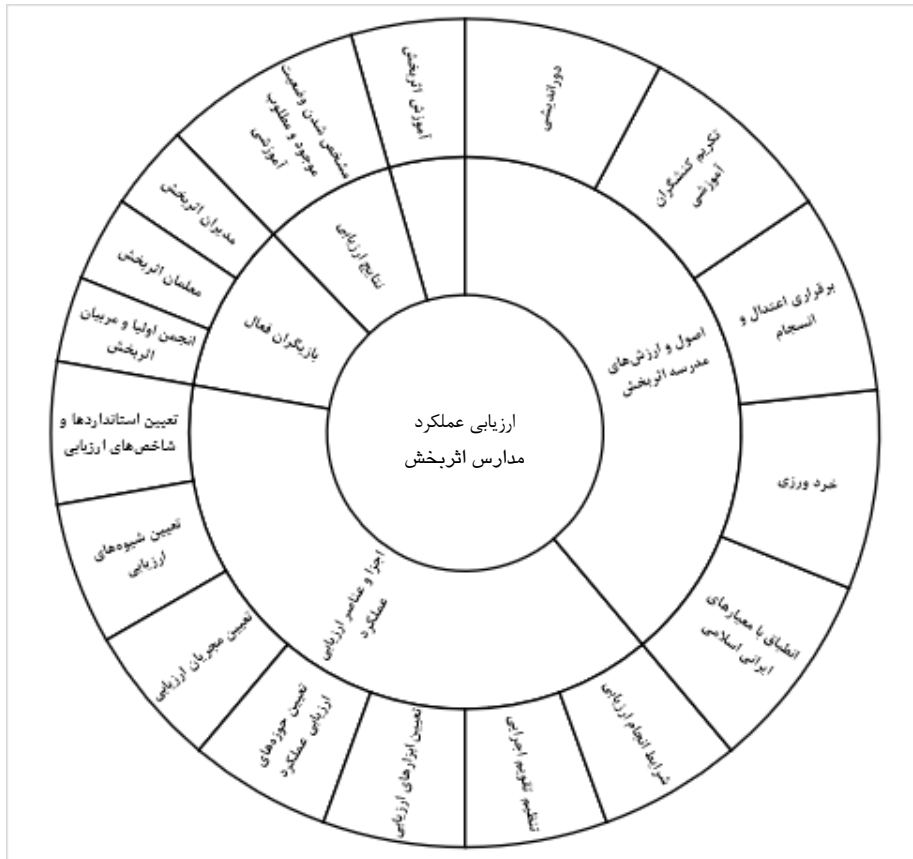 ارزیابی عملکرد
مدارس اثربخش
اصول و ارزش‌های
مدرسه اثربخش
دوراندیشی
تکریم کنشگران
آموزشی
برقراری اعتدال و
انسجام
خرد ورزی
انطباق با معیارهای
ایرانی اسلامی
اجزا و عناصر ارزیابی
عملکرد
شرایط انجام ارزیابی
تنظیم تقویم اجرایی
تعیین ابزارهای ارزیابی
تعیین حوزه‌های
ارزیابی عملکرد
تعیین مجریان ارزیابی
تعیین شیوه‌های
ارزیابی
تعیین استانداردها و
شاخص‌های ارزیابی
بازیگران فعال
انجمن اولیا و مربیان
اثربخش
معلمان اثربخش
مدیران اثربخش
نتایج ارزیابی
مشخص شدن وضعیت
موجود و مطلوب
آموزشی
آموزش اثربخش